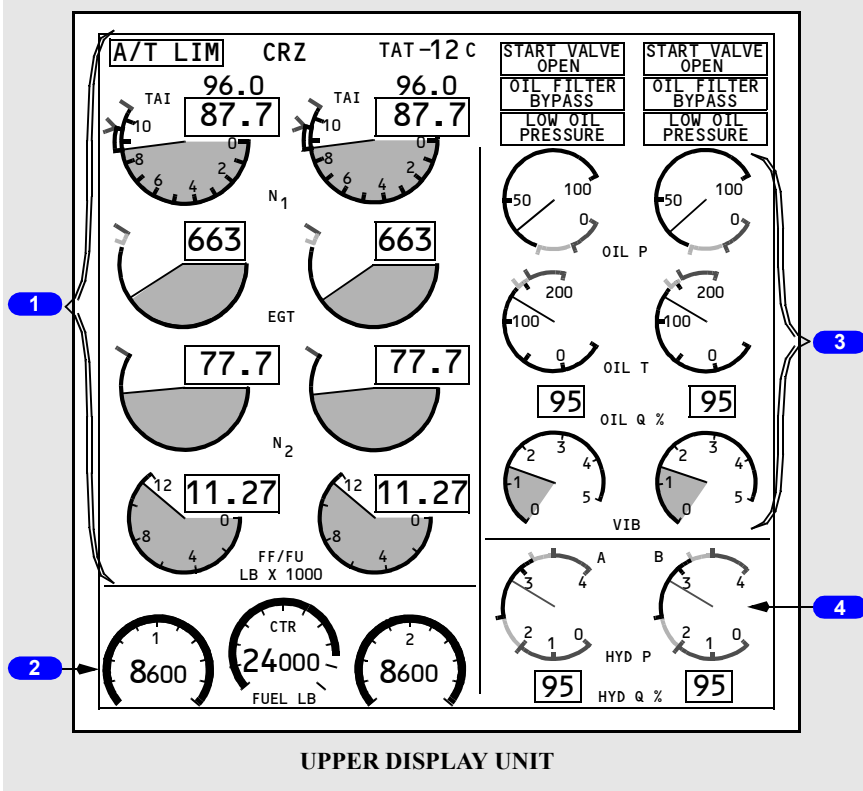 A/T LIM CRZ TAT -12 C
START VALVE OPEN
START VALVE OPEN
OIL FILTER BYPASS
OIL FILTER BYPASS
LOW OIL PRESSURE
LOW OIL PRESSURE
TAI 96.0 TAI 96.0
87.7 87.7
10 8 6 4 2 0
10 8 6 4 2 0
N1
663 663
EGT
77.7 77.7
N2
11.27 11.27
12 8 4 0
12 8 4 0
FF/FU
LB X 1000
1 CTR 2
8600 24000 8600
FUEL LB
100 50 0
100 50 0
OIL P
200 100 0
200 100 0
OIL T
95 OIL Q % 95
0 1 2 3 4 5
0 1 2 3 4 5
VIB
A B
4 3 2 1 0
4 3 2 1 0
HYD P
95 HYD Q % 95
1
2
3
4
UPPER DISPLAY UNIT